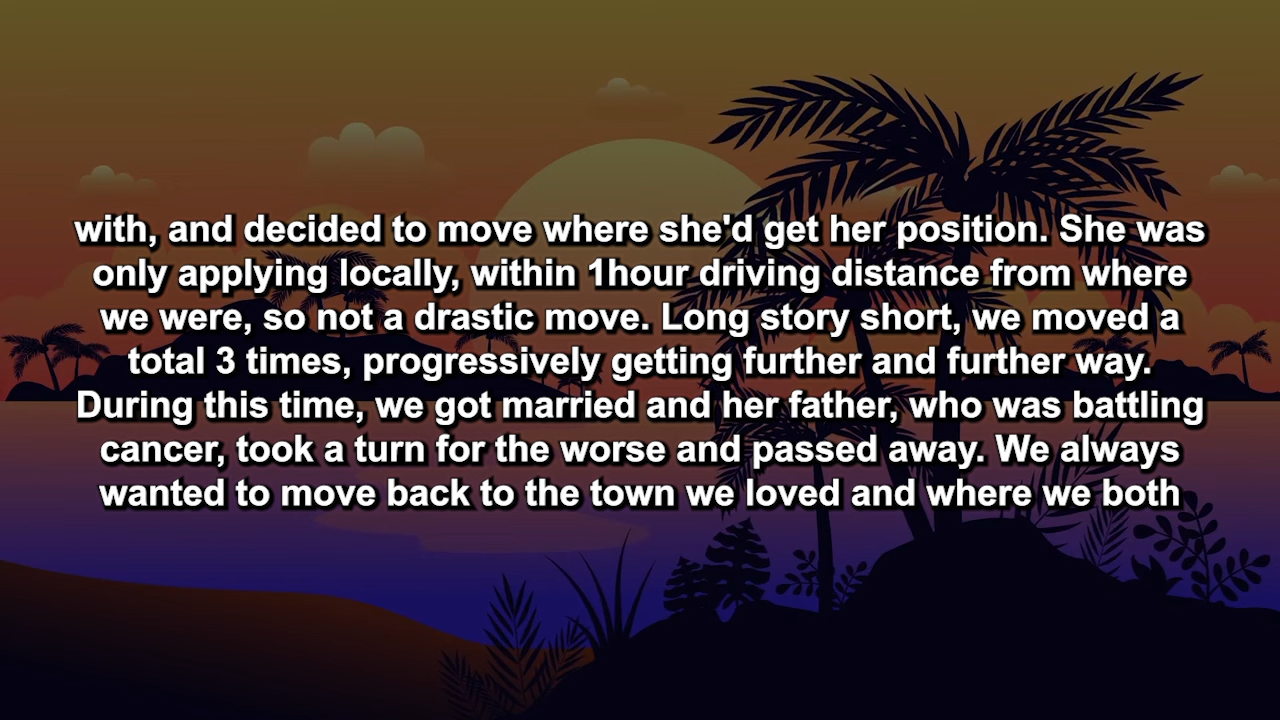 with, and decided to move where she'd get her position. She was
only applying locally, within 1hour driving distance from where
we were, so not a drastic move. Long story short, we moved a
total 3 times, progressively getting further and further way.
During this time, we got married and her father, who was battling
cancer, took a turn for the worse and passed away. We always
wanted to move back to the town we loved and where we both